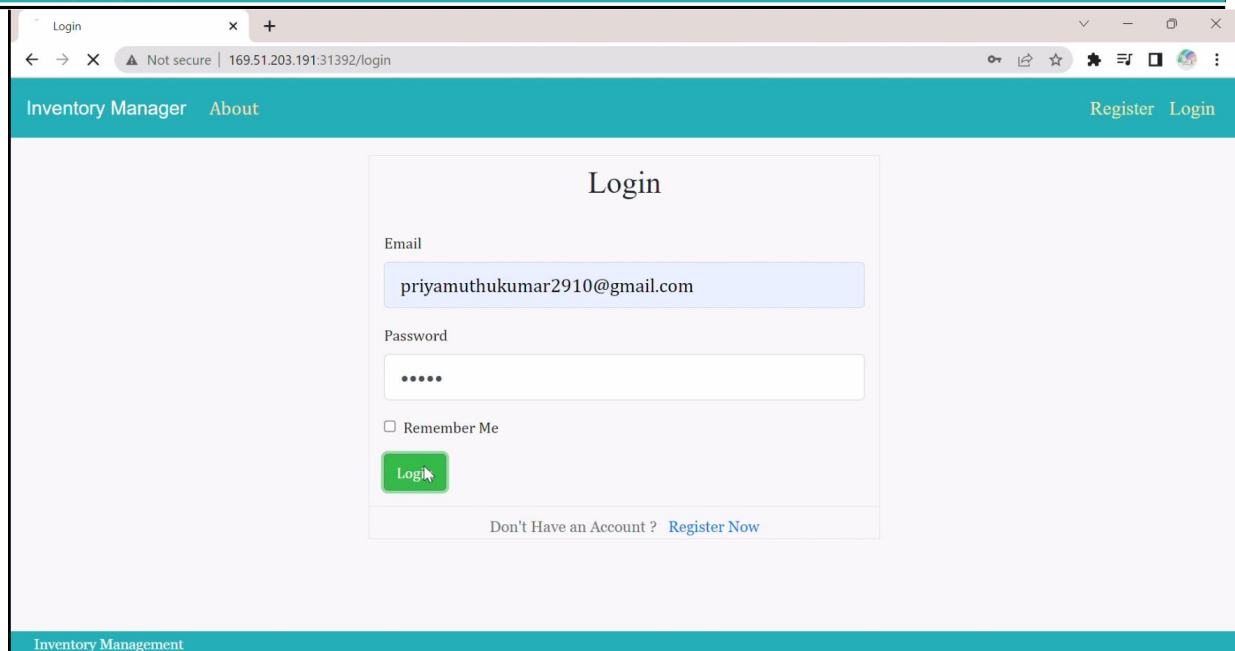 Login
Not secure | 169.51.203.191:31392/login
Inventory Manager About Register Login
Login
Email
priyamuthukumar2910@gmail.com
Password
•••••
Remember Me
Login
Don't Have an Account ? Register Now
Inventory Management